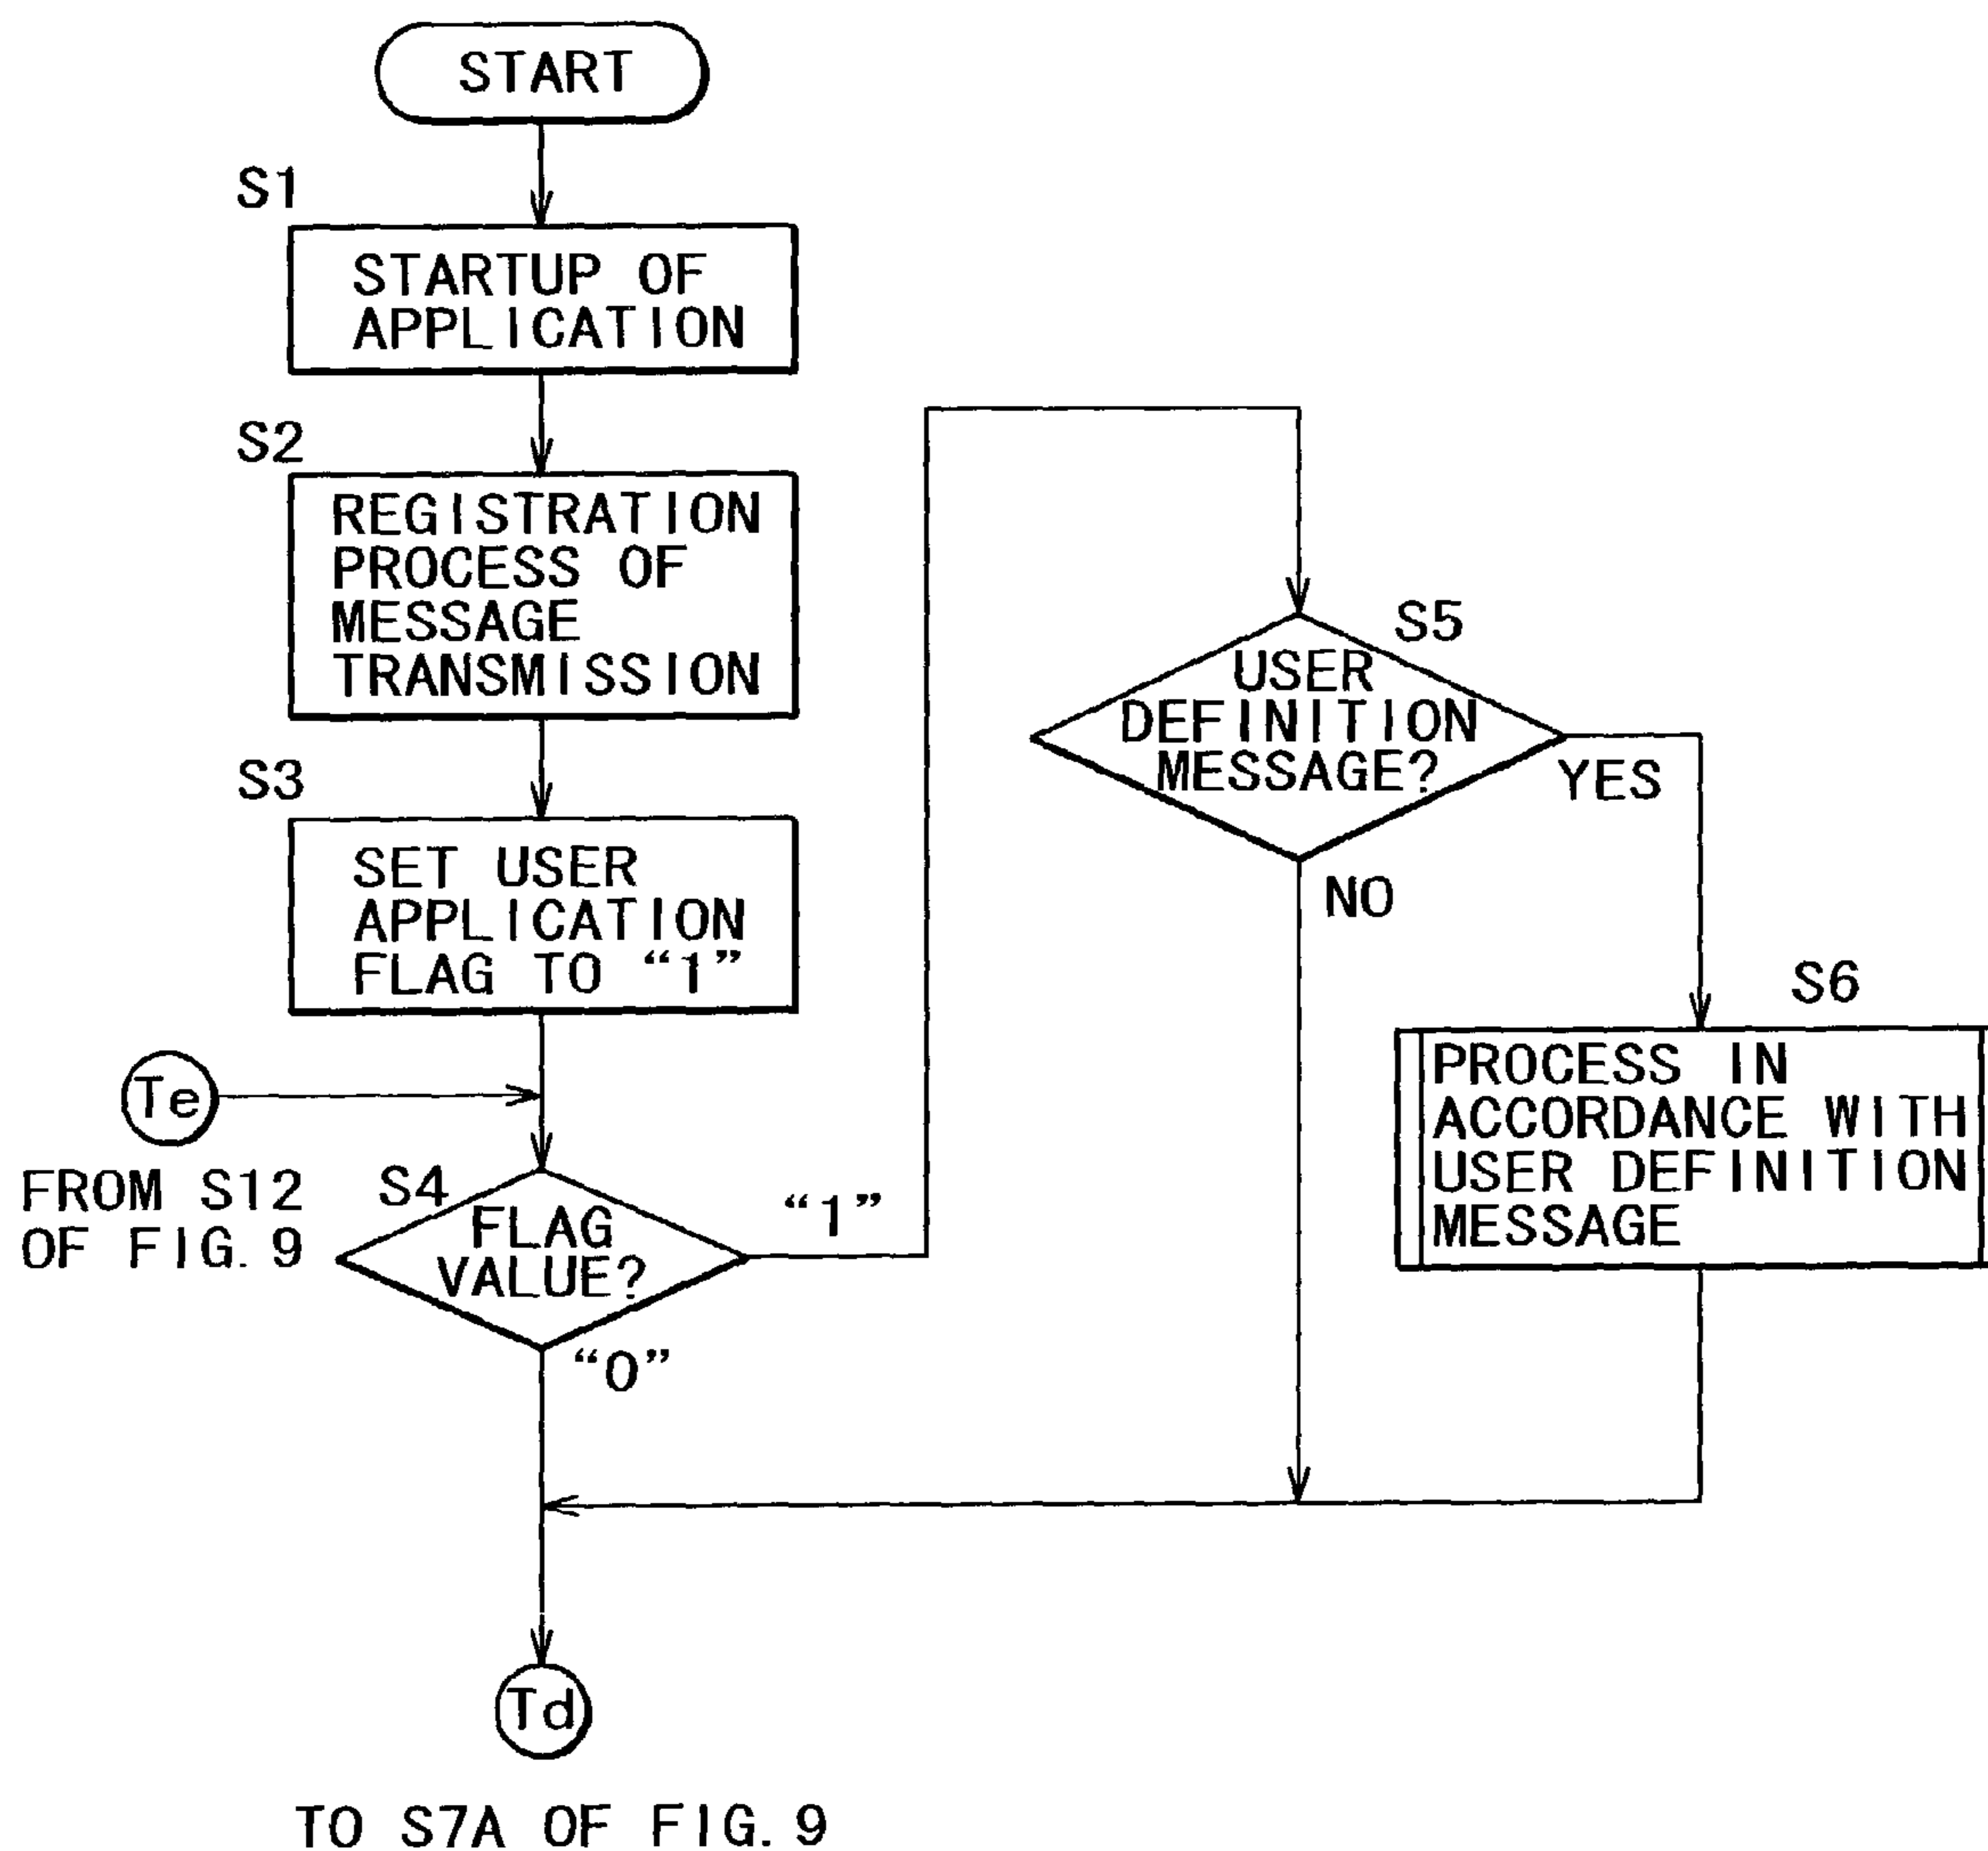 START
S1
STARTUP OF
APPLICATION
S2
REGISTRATION
PROCESS OF
MESSAGE
TRANSMISSION
S3
SET USER
APPLICATION
FLAG TO “1”
Te
FROM S12
OF FIG. 9
S4
FLAG
VALUE?
“1”
“0”
S5
USER
DEFINITION
MESSAGE?
YES
NO
S6
PROCESS IN
ACCORDANCE WITH
USER DEFINITION
MESSAGE
Td
TO S7A OF FIG. 9